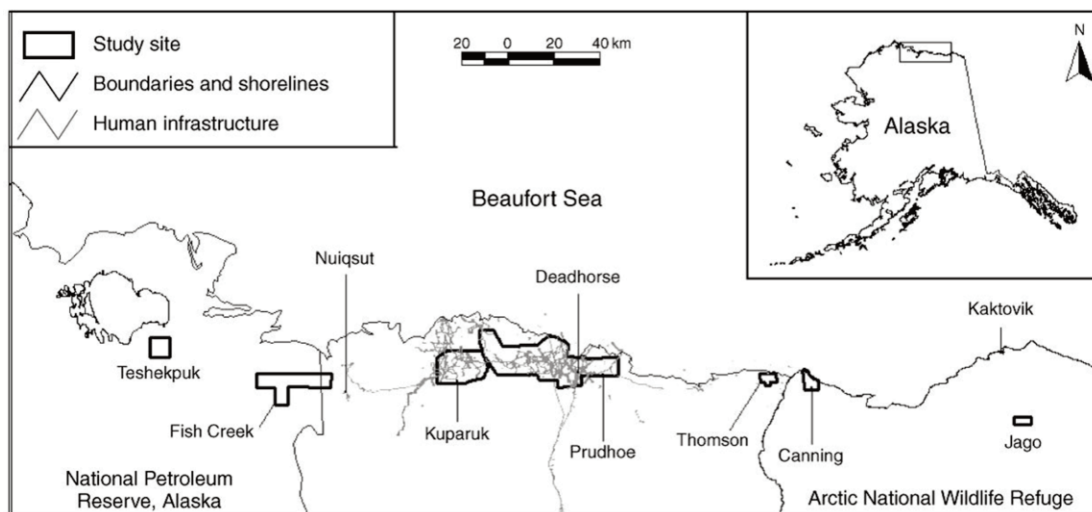 Study site
Boundaries and shorelines
Human infrastructure
20 0 20 40 km
N
Alaska
Beaufort Sea
Nuiqsut
Deadhorse
Kaktovik
Teshekpuk
Fish Creek
Kuparuk
Prudhoe
Thomson
Canning
Jago
National Petroleum
Reserve, Alaska
Arctic National Wildlife Refuge